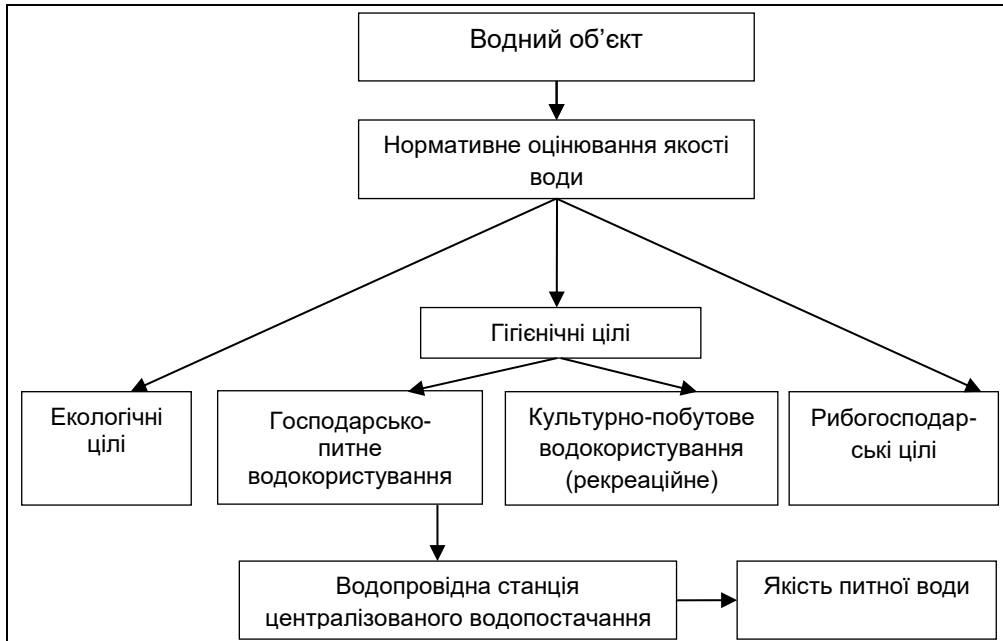 Водний об’єкт
Нормативне оцінювання якості
води
Гігієнічні цілі
Екологічні
цілі
Господарсько-
питне
водокористування
Культурно-побутове
водокористування
(рекреаційне)
Рибогосподар-
ські цілі
Водопровідна станція
централізованого водопостачання
Якість питної води